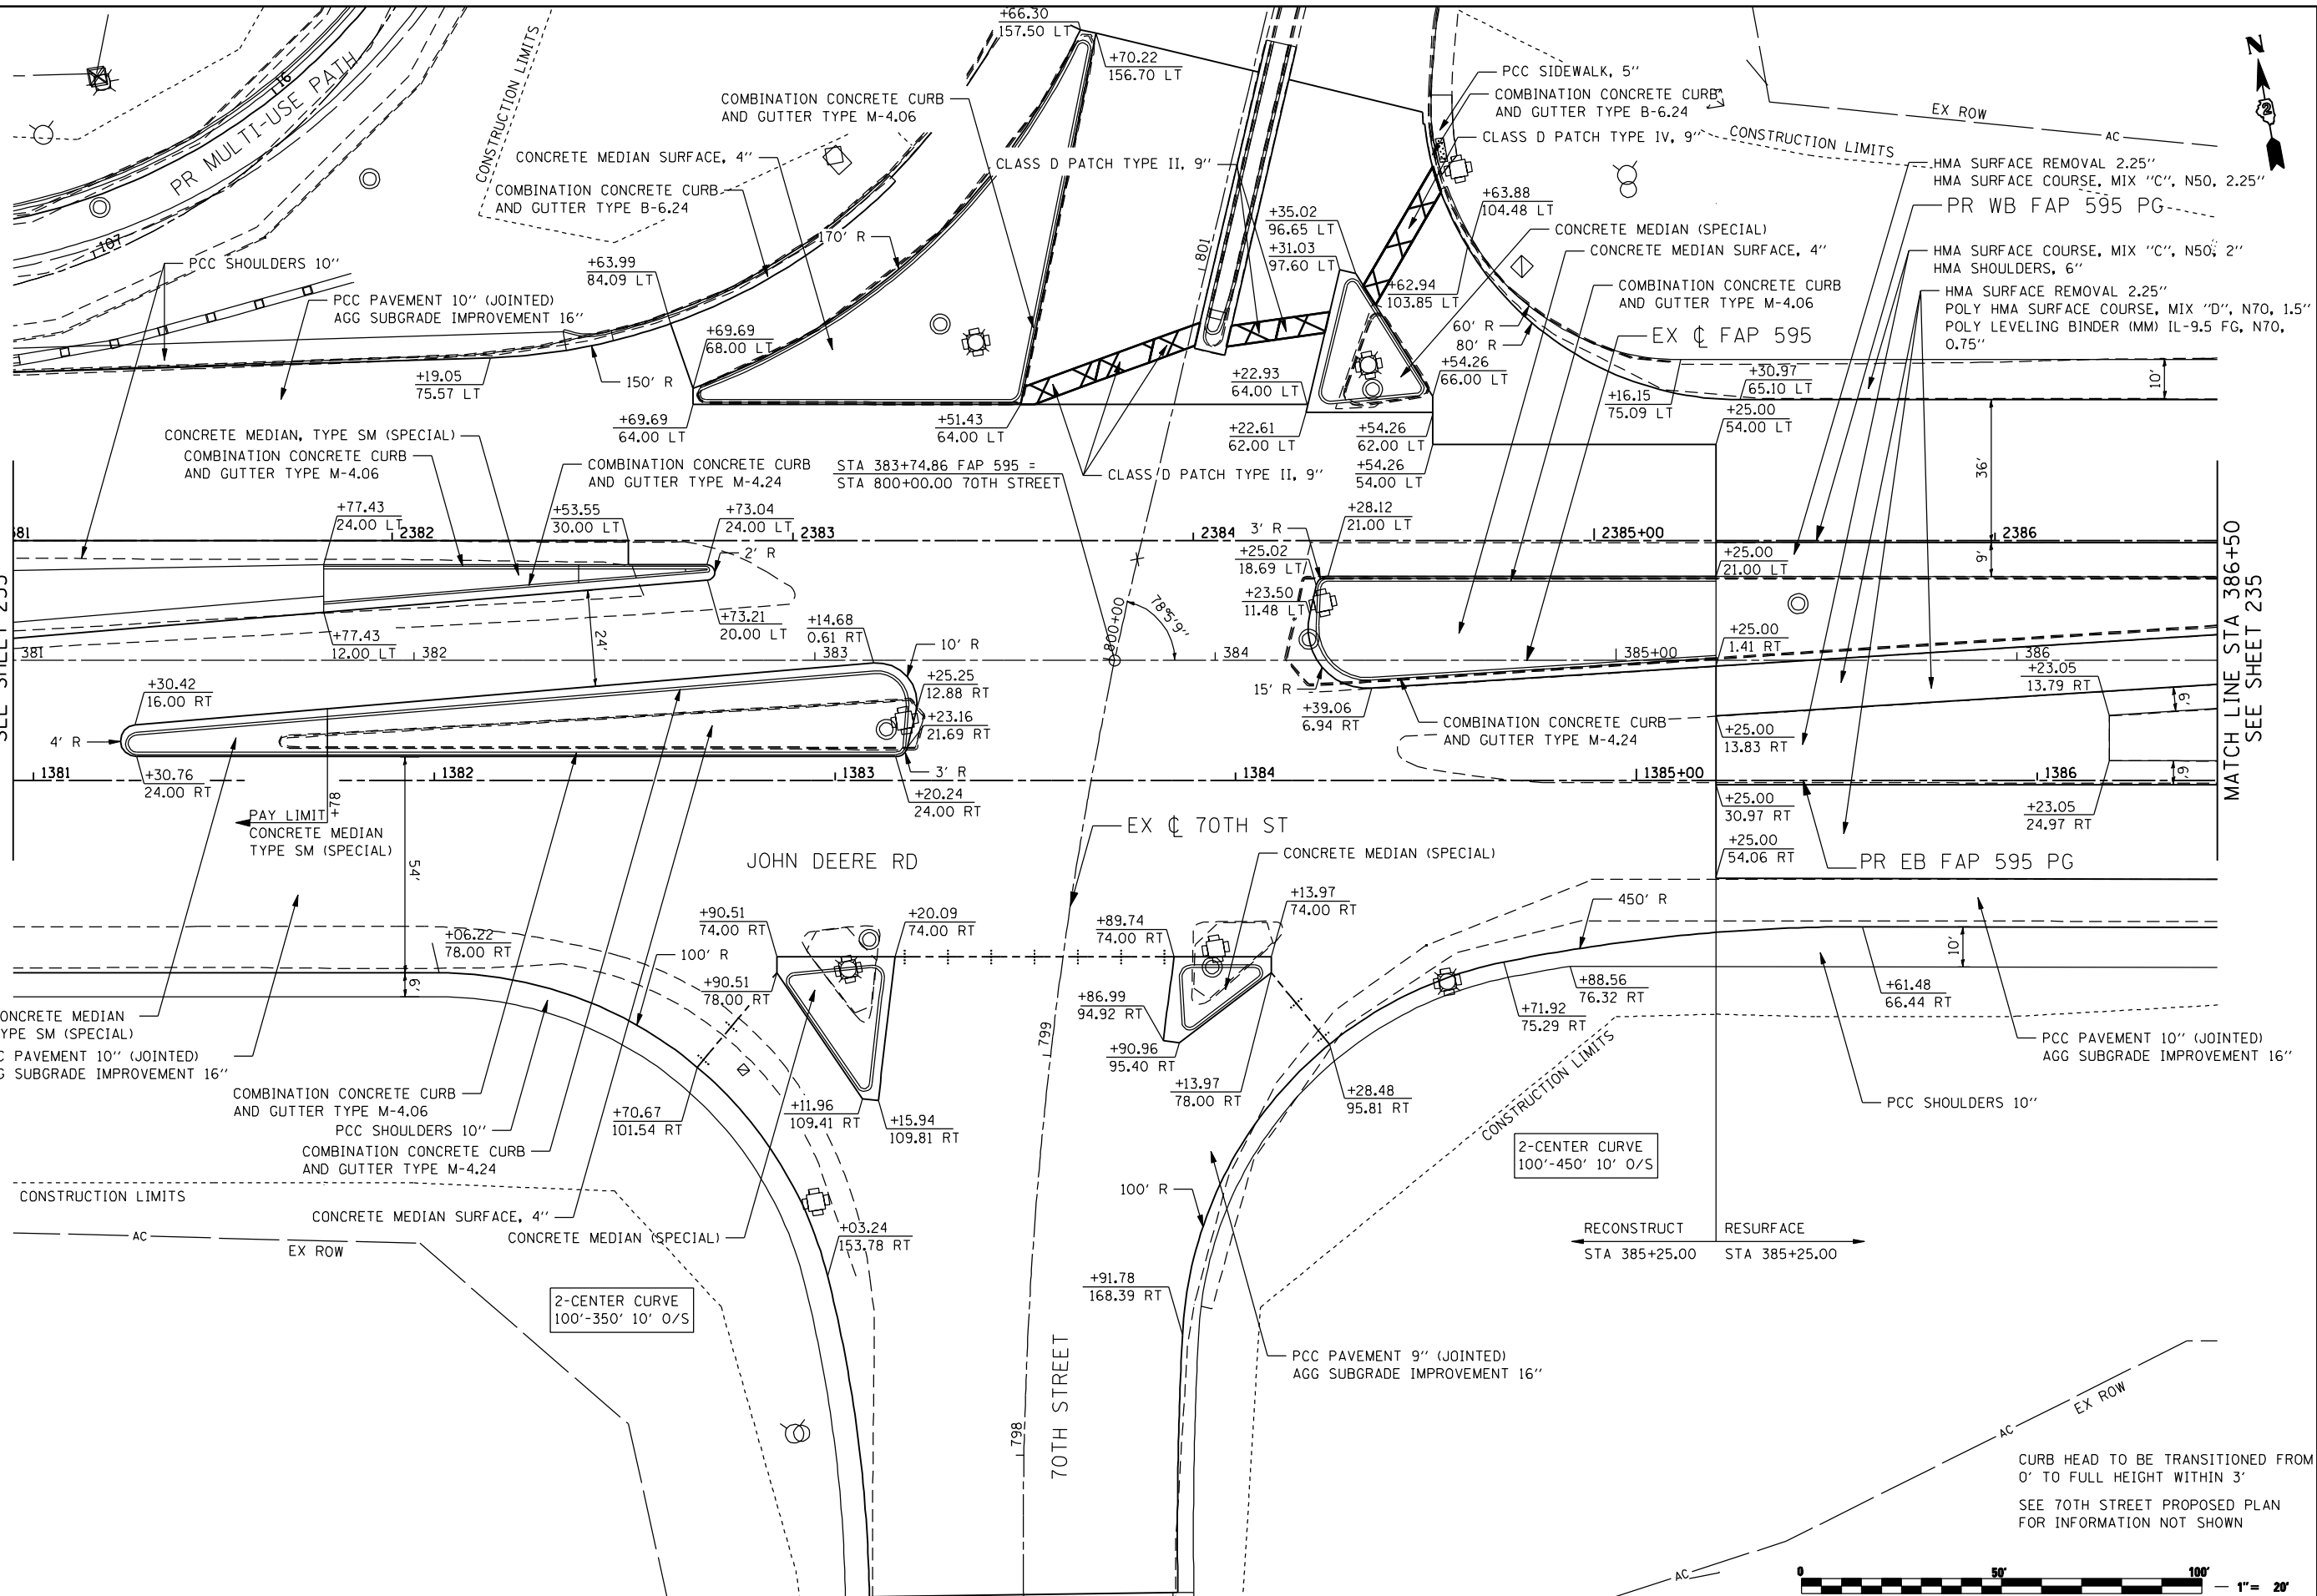 +66.30
157.50 LT
+70.22
156.70 LT
N
2
CONSTRUCTION LIMITS
PR MULTI-USE PATH
116
107
COMBINATION CONCRETE CURB
AND GUTTER TYPE M-4.06
CONCRETE MEDIAN SURFACE, 4"
COMBINATION CONCRETE CURB
AND GUTTER TYPE B-6.24
CLASS D PATCH TYPE II, 9"
PCC SIDEWALK, 5"
COMBINATION CONCRETE CURB
AND GUTTER TYPE B-6.24
CLASS D PATCH TYPE IV, 9"
EX ROW
AC
CONSTRUCTION LIMITS
HMA SURFACE REMOVAL 2.25"
HMA SURFACE COURSE, MIX "C", N50, 2.25"
PR WB FAP 595 PG
HMA SURFACE COURSE, MIX "C", N50, 2"
HMA SHOULDERS, 6"
HMA SURFACE REMOVAL 2.25"
POLY HMA SURFACE COURSE, MIX "D", N70, 1.5"
POLY LEVELING BINDER (MM) IL-9.5 FG, N70,
0.75"
+63.88
104.48 LT
+35.02
96.65 LT
+31.03
97.60 LT
CONCRETE MEDIAN (SPECIAL)
CONCRETE MEDIAN SURFACE, 4"
COMBINATION CONCRETE CURB
AND GUTTER TYPE M-4.06
EX ℄ FAP 595
170' R
801
PCC SHOULDERS 10"
PCC PAVEMENT 10" (JOINTED)
AGG SUBGRADE IMPROVEMENT 16"
+63.99
84.09 LT
+69.69
68.00 LT
+62.94
103.85 LT
60' R
80' R
+19.05
75.57 LT
150' R
+69.69
64.00 LT
+51.43
64.00 LT
+22.93
64.00 LT
+54.26
66.00 LT
+16.15
75.09 LT
+30.97
65.10 LT
10'
+25.00
54.00 LT
+22.61
62.00 LT
+54.26
62.00 LT
+54.26
54.00 LT
36'
CONCRETE MEDIAN, TYPE SM (SPECIAL)
COMBINATION CONCRETE CURB
AND GUTTER TYPE M-4.06
COMBINATION CONCRETE CURB
AND GUTTER TYPE M-4.24
STA 383+74.86 FAP 595 =
STA 800+00.00 70TH STREET
CLASS D PATCH TYPE II, 9"
+77.43
24.00 LT
+53.55
30.00 LT
+73.04
24.00 LT
+28.12
21.00 LT
3' R
381
2382
2383
2384
2385+00
2386
2' R
+25.02
18.69 LT
+25.00
21.00 LT
9'
+23.50
11.48 LT
SEE SHEET 233
MATCH LINE STA 386+50
SEE SHEET 235
+73.21
20.00 LT
+14.68
0.61 RT
800+00
78°5'9"
+77.43
12.00 LT
24'
10' R
+25.00
1.41 RT
381
382
383
384
385+00
386
+30.42
16.00 RT
+25.25
12.88 RT
+23.05
13.79 RT
6'
15' R
+39.06
6.94 RT
COMBINATION CONCRETE CURB
AND GUTTER TYPE M-4.24
+25.00
13.83 RT
+23.16
21.69 RT
4' R
3' R
1381
1382
1383
1384
1385+00
1386
6'
+30.76
24.00 RT
+20.24
24.00 RT
+25.00
30.97 RT
+23.05
24.97 RT
PAY LIMIT
+78
CONCRETE MEDIAN
TYPE SM (SPECIAL)
EX ℄ 70TH ST
JOHN DEERE RD
CONCRETE MEDIAN (SPECIAL)
+25.00
54.06 RT
PR EB FAP 595 PG
54'
+90.51
74.00 RT
+20.09
74.00 RT
+89.74
74.00 RT
+13.97
74.00 RT
450' R
+06.22
78.00 RT
100' R
10'
6'
+90.51
78.00 RT
+86.99
94.92 RT
+88.56
76.32 RT
+61.48
66.44 RT
+71.92
75.29 RT
ONCRETE MEDIAN
YPE SM (SPECIAL)
C PAVEMENT 10" (JOINTED)
G SUBGRADE IMPROVEMENT 16"
799
+90.96
95.40 RT
+13.97
78.00 RT
PCC PAVEMENT 10" (JOINTED)
AGG SUBGRADE IMPROVEMENT 16"
COMBINATION CONCRETE CURB
AND GUTTER TYPE M-4.06
PCC SHOULDERS 10"
COMBINATION CONCRETE CURB
AND GUTTER TYPE M-4.24
+70.67
101.54 RT
+11.96
109.41 RT
+15.94
109.81 RT
+28.48
95.81 RT
CONSTRUCTION LIMITS
PCC SHOULDERS 10"
2-CENTER CURVE
100'-450' 10' O/S
CONSTRUCTION LIMITS
100' R
CONCRETE MEDIAN SURFACE, 4"
CONCRETE MEDIAN (SPECIAL)
+03.24
153.78 RT
AC
EX ROW
RECONSTRUCT
RESURFACE
STA 385+25.00
STA 385+25.00
+91.78
168.39 RT
2-CENTER CURVE
100'-350' 10' O/S
PCC PAVEMENT 9" (JOINTED)
AGG SUBGRADE IMPROVEMENT 16"
70TH STREET
798
EX ROW
AC
CURB HEAD TO BE TRANSITIONED FROM
0' TO FULL HEIGHT WITHIN 3'
SEE 70TH STREET PROPOSED PLAN
FOR INFORMATION NOT SHOWN
AC
0
50'
100'
1"= 20'